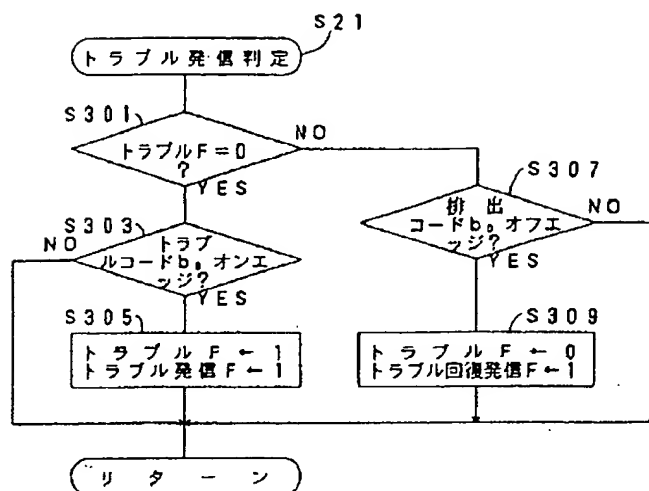 S21
トラブル発信判定
S301
トラブルF=0
?
NO
YES
S303
トラブ
ルコードb₀オンエ
ッジ?
NO
YES
S305
トラブルF←1
トラブル発信F←1
S307
排出
コードb₀オフエ
ッジ?
NO
YES
S309
トラブルF←0
トラブル回復発信F←1
リターン